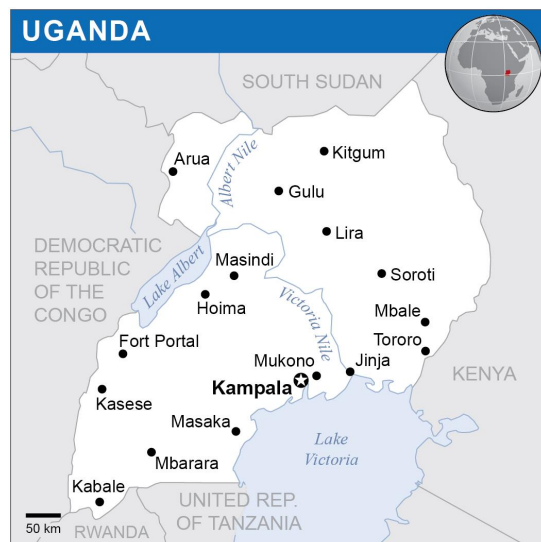 UGANDA
SOUTH SUDAN
Kitgum
Arua
Albert Nile
Gulu
Lira
DEMOCRATIC
REPUBLIC
OF THE
CONGO
Lake Albert
Masindi
Soroti
Hoima
Victoria Nile
Mbale
Tororo
Fort Portal
Mukono
Jinja
Kampala
KENYA
Kasese
Masaka
Lake
Victoria
Mbarara
Kabale
UNITED REP.
OF TANZANIA
50 km
RWANDA